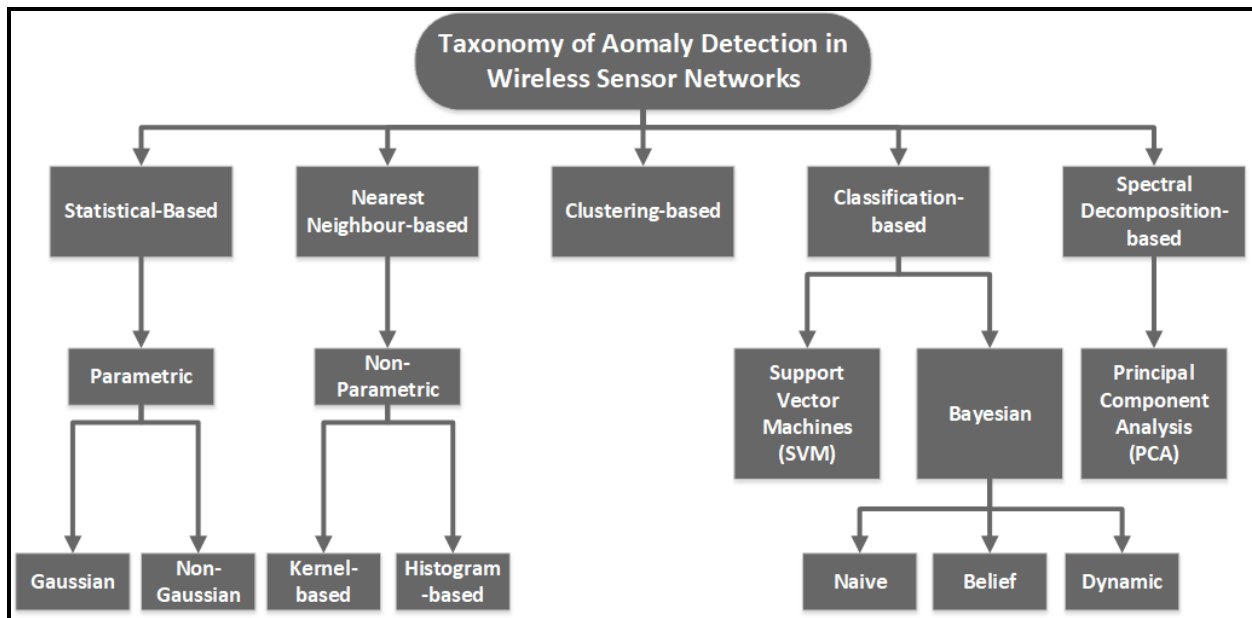 Taxonomy of Aomaly Detection in
Wireless Sensor Networks
Statistical-Based
Nearest
Neighbour-based
Clustering-based
Classification-
based
Spectral
Decomposition-
based
Parametric
Non-
Parametric
Support
Vector
Machines
(SVM)
Bayesian
Principal
Component
Analysis
(PCA)
Gaussian
Non-
Gaussian
Kernel-
based
Histogram
-based
Naive
Belief
Dynamic